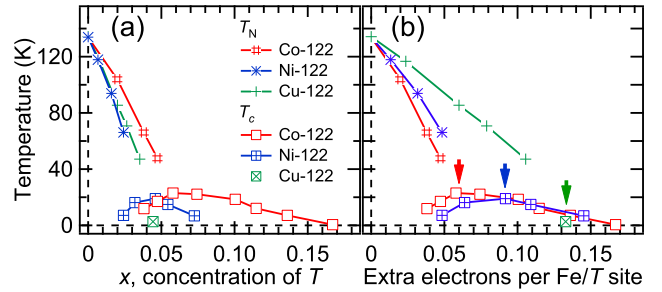 (a)
T_N
Co-122
Ni-122
Cu-122
T_c
Co-122
Ni-122
Cu-122
(b)
Temperature (K)
120
80
40
0
0
0.05
0.10
0.15
x, concentration of T
0
0.05
0.10
0.15
Extra electrons per Fe/T site